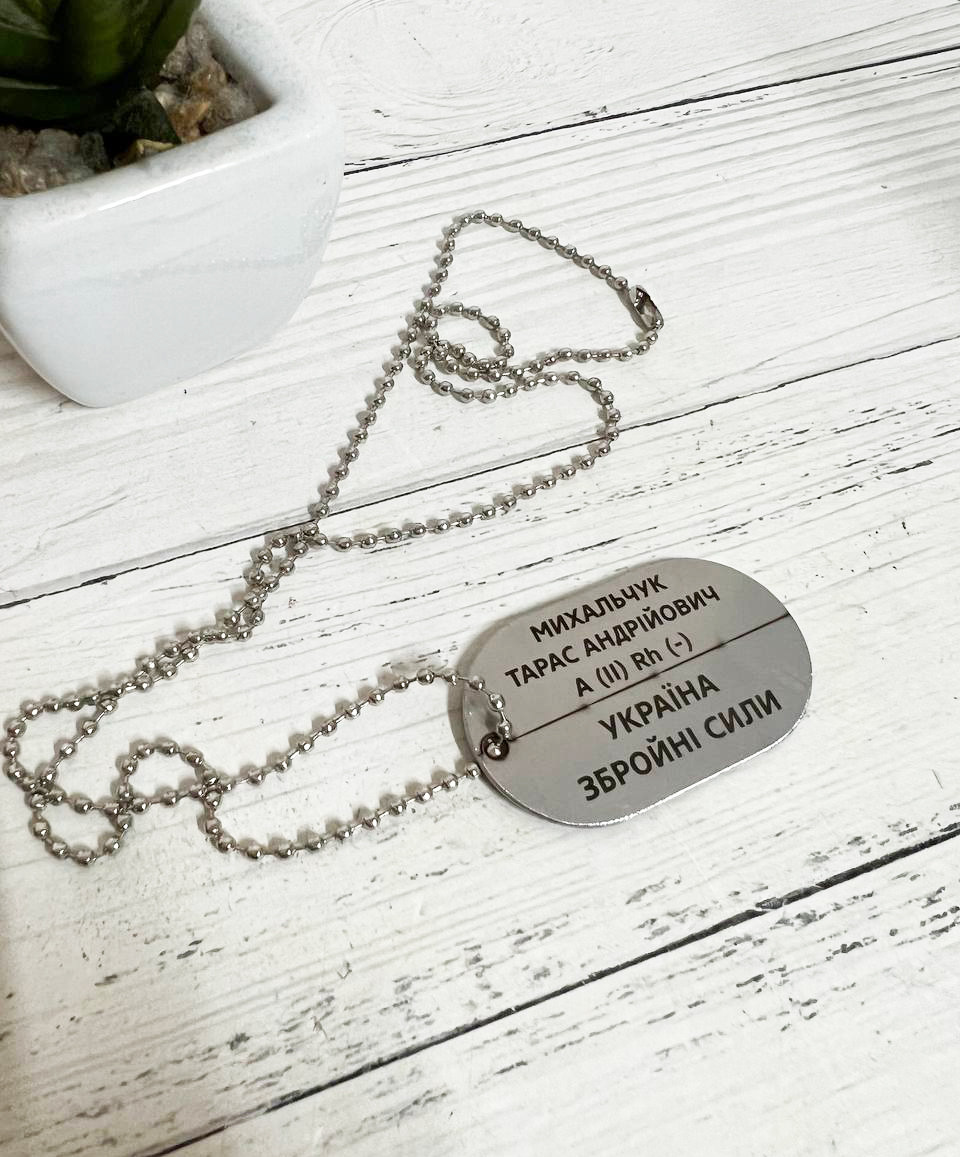 МИХАЛЬЧУК
ТАРАС АНДРІЙОВИЧ
А (II) Rh (-)
УКРАЇНА
ЗБРОЙНІ СИЛИ